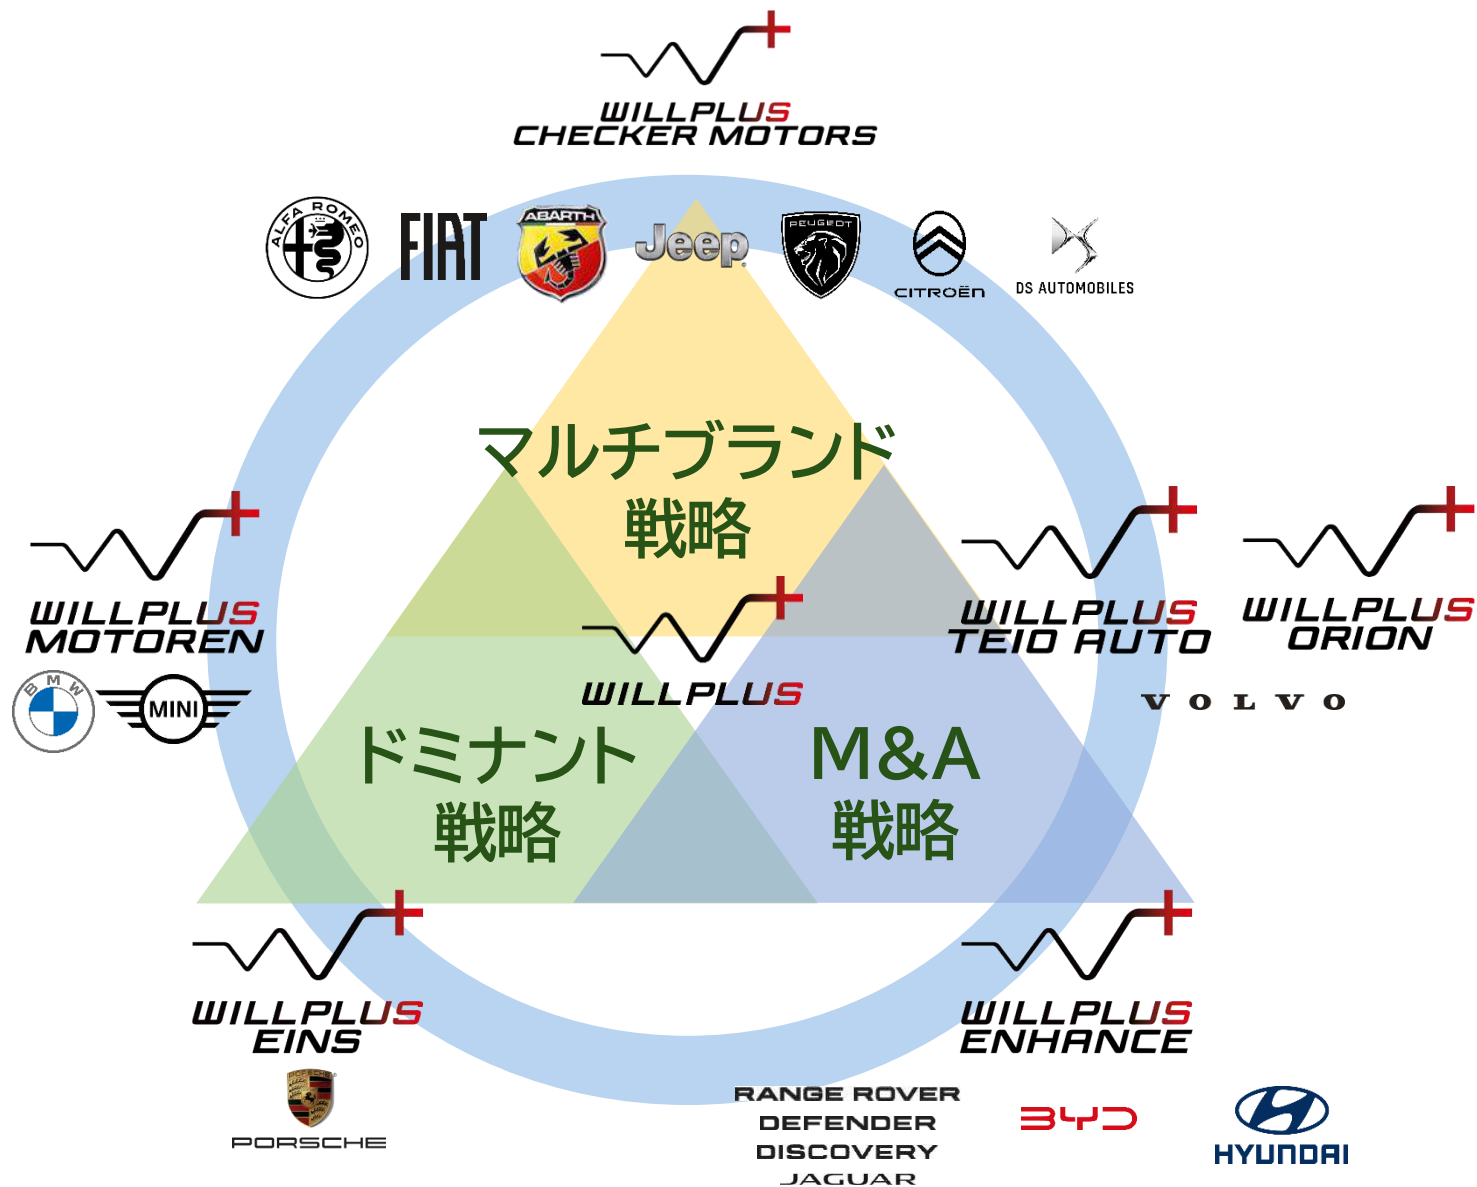 WILLPLUS
CHECKER MOTORS
ALFA ROMEO
FIAT
ABARTH
Jeep
PEUGEOT
CITROËN
DS AUTOMOBILES
マルチブランド
戦略
WILLPLUS
MOTOREN
BMW
MINI
WILLPLUS
TEIO AUTO
WILLPLUS
ORION
VOLVO
WILLPLUS
ドミナント
戦略
M&A
戦略
WILLPLUS
EINS
PORSCHE
PORSCHE
WILLPLUS
ENHANCE
RANGE ROVER
DEFENDER
DISCOVERY
JAGUAR
BYD
HYUNDAI